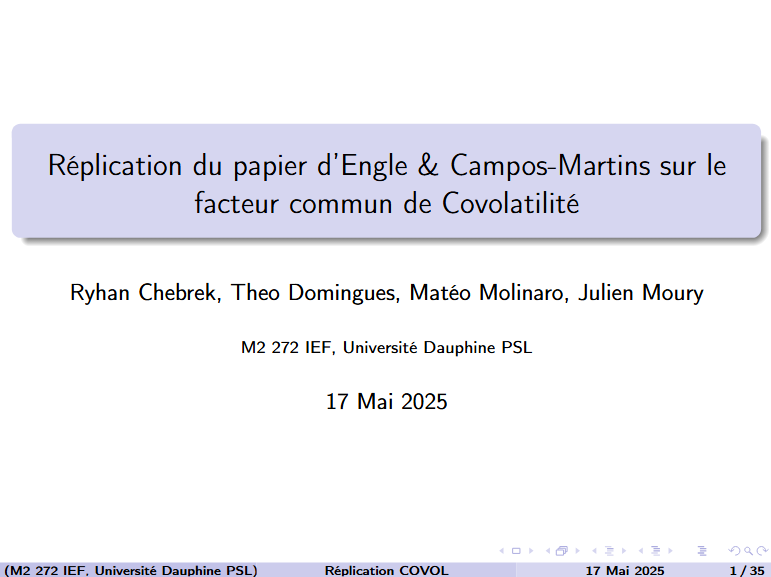 Réplication du papier d'Engle & Campos-Martins sur le
facteur commun de Covolatilité
Ryhan Chebrek, Theo Domingues, Matéo Molinaro, Julien Moury
M2 272 IEF, Université Dauphine PSL
17 Mai 2025
(M2 272 IEF, Université Dauphine PSL) Réplication COVOL 17 Mai 2025 1 / 35